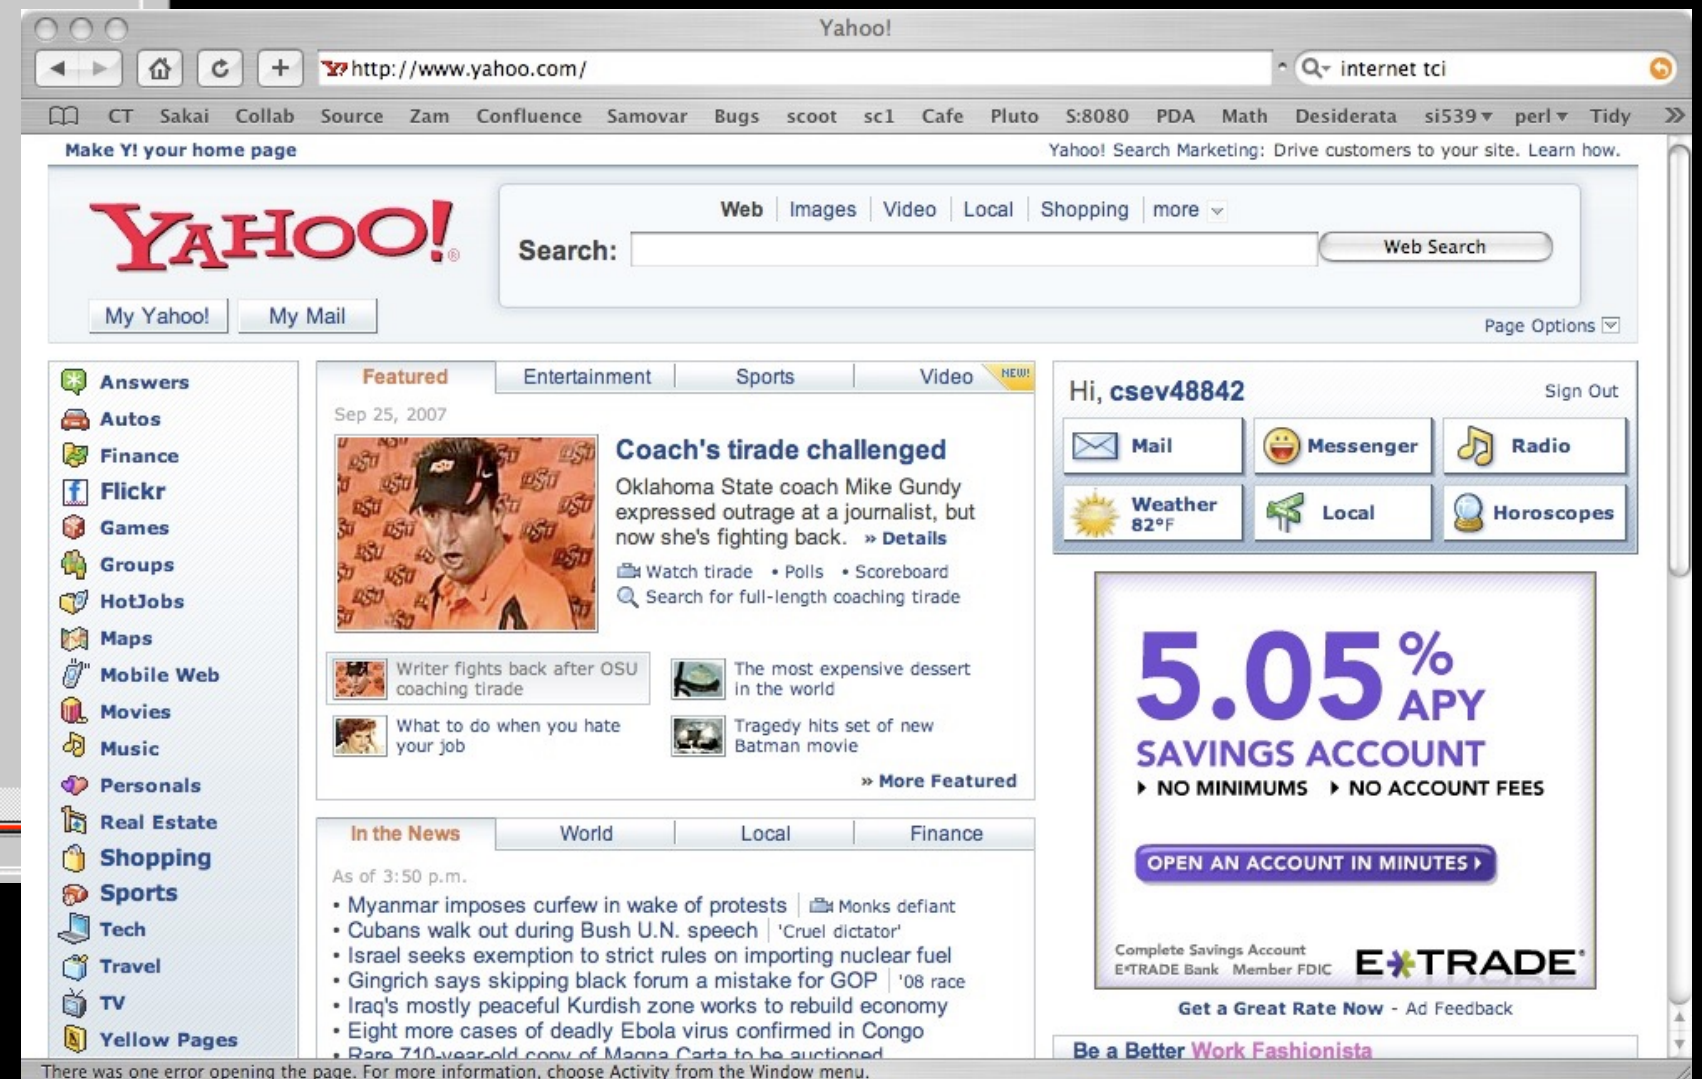 Yahoo!
http://www.yahoo.com/
internet tci
CT Sakai Collab Source Zam Confluence Samovar Bugs scoot sc1 Cafe Pluto S:8080 PDA Math Desiderata si539 perl Tidy
Make Y! your home page
Yahoo! Search Marketing: Drive customers to your site. Learn how.
YAHOO!®
Web Images Video Local Shopping more
Search:
Web Search
My Yahoo! My Mail
Page Options
Answers
Autos
Finance
Flickr
Games
Groups
HotJobs
Maps
Mobile Web
Movies
Music
Personals
Real Estate
Shopping
Sports
Tech
Travel
TV
Yellow Pages
Featured Entertainment Sports Video NEW!
Sep 25, 2007
Coach's tirade challenged
Oklahoma State coach Mike Gundy
expressed outrage at a journalist, but
now she's fighting back. » Details
Watch tirade • Polls • Scoreboard
Search for full-length coaching tirade
Writer fights back after OSU
coaching tirade
The most expensive dessert
in the world
What to do when you hate
your job
Tragedy hits set of new
Batman movie
» More Featured
In the News World Local Finance
As of 3:50 p.m.
• Myanmar imposes curfew in wake of protests | Monks defiant
• Cubans walk out during Bush U.N. speech | 'Cruel dictator'
• Israel seeks exemption to strict rules on importing nuclear fuel
• Gingrich says skipping black forum a mistake for GOP | '08 race
• Iraq's mostly peaceful Kurdish zone works to rebuild economy
• Eight more cases of deadly Ebola virus confirmed in Congo
• Rare 710-year-old copy of Magna Carta to be auctioned
Hi, csev48842
Sign Out
Mail Messenger Radio
Weather
82°F
Local Horoscopes
5.05% APY
SAVINGS ACCOUNT
NO MINIMUMS NO ACCOUNT FEES
OPEN AN ACCOUNT IN MINUTES
Complete Savings Account
E*TRADE Bank Member FDIC
E*TRADE
Get a Great Rate Now - Ad Feedback
Be a Better Work Fashionista
There was one error opening the page. For more information, choose Activity from the Window menu.